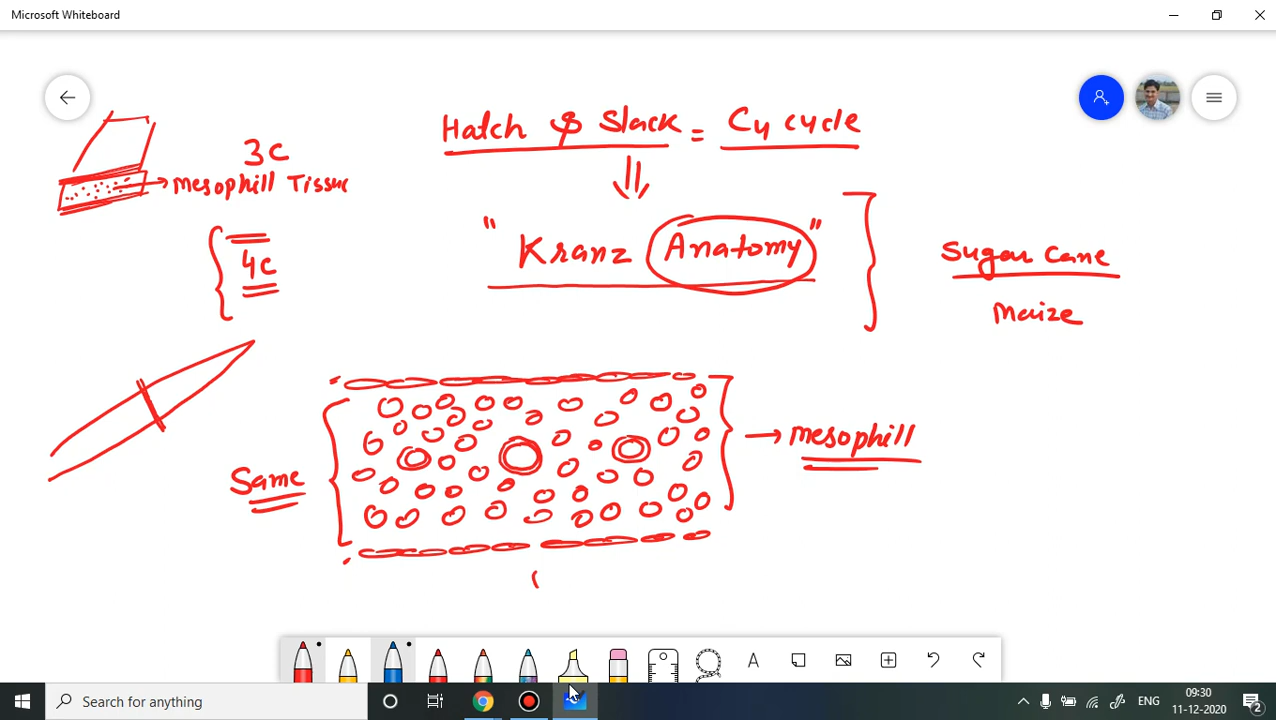 Microsoft Whiteboard
Hatch & Slack = C4 cycle
3C
Mesophill Tissue
"Kranz Anatomy"
4C
Sugar Cane
Maize
mesophill
Same
A
Search for anything
ENG
09:30
11-12-2020
2